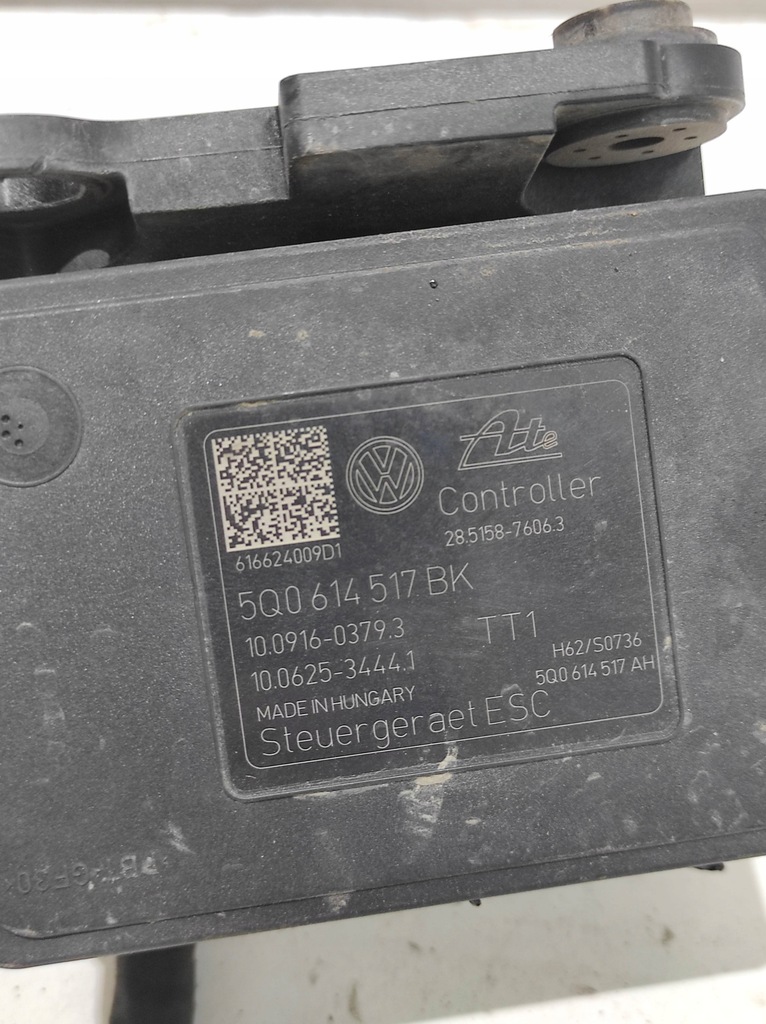 Ate
Controller
28.5158-7606.3
616624009D1
5Q0 614 517 BK
10.0916-0379.3
TT1
10.0625-3444.1
H62/S0736
5Q0 614 517 AH
MADE IN HUNGARY
Steuergeraet ESC